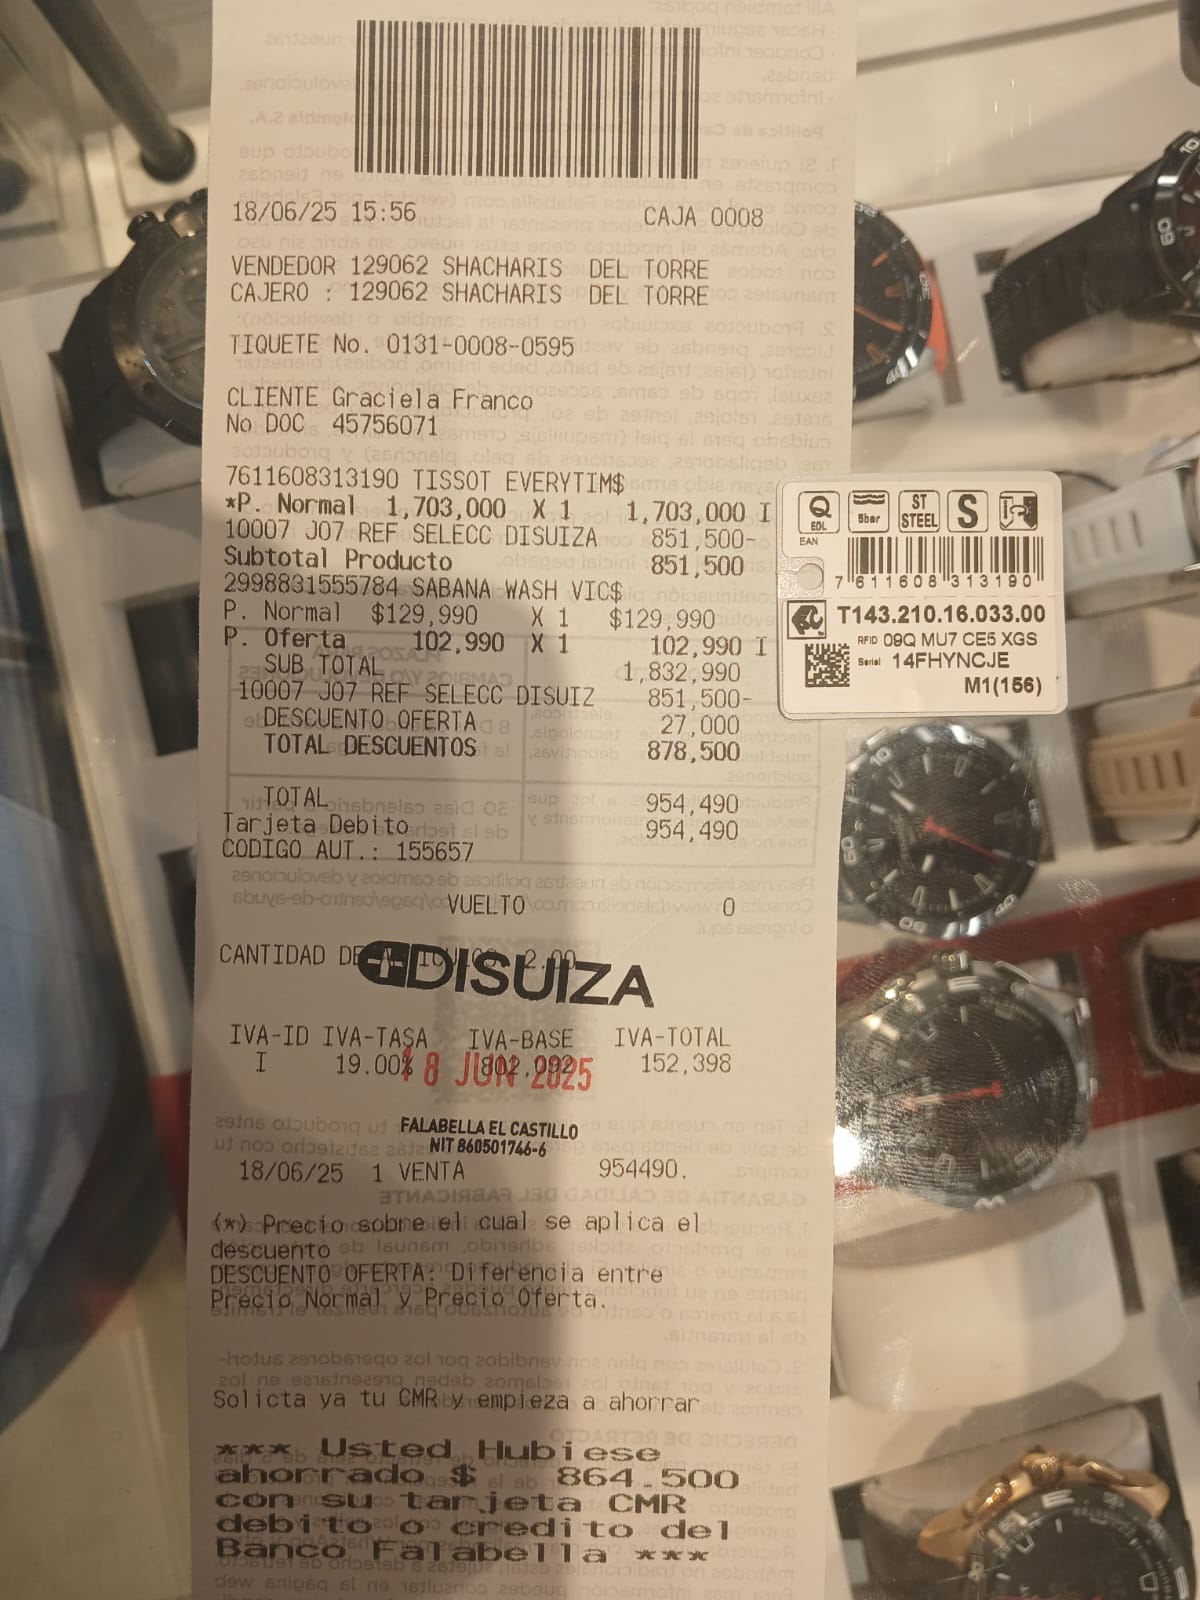 18/06/25 15:56 CAJA 0008
VENDEDOR 129062 SHACHARIS DEL TORRE
CAJERO : 129062 SHACHARIS DEL TORRE
TIQUETE No. 0131-0008-0595
CLIENTE Graciela Franco
No DOC 45756071
7611608313190 TISSOT EVERYTIM$
*P. Normal 1,703,000 X 1 1,703,000 I
10007 J07 REF SELECC DISUIZA 851,500-
Subtotal Producto 851,500
2998831555784 SABANA WASH VIC$
P. Normal $129,990 X 1 $129,990
P. Oferta 102,990 X 1 102,990 I
SUB TOTAL 1,832,990
10007 J07 REF SELECC DISUIZ 851,500-
DESCUENTO OFERTA 27,000
TOTAL DESCUENTOS 878,500
TOTAL 954,490
Tarjeta Debito 954,490
CODIGO AUT.: 155657
VUELTO 0
CANTIDAD DE 2.00
DISUIZA
IVA-ID IVA-TASA IVA-BASE IVA-TOTAL
I 19.00% 802,092 152,398
18 JUN 2025
FALABELLA EL CASTILLO
NIT 860501746-6
18/06/25 1 VENTA 954490.
(*) Precio sobre el cual se aplica el
descuento
DESCUENTO OFERTA: Diferencia entre
Precio Normal y Precio Oferta.
Solicta ya tu CMR y empieza a ahorrar
*** Usted Hubiese
ahorrado $ 864.500
con su tarjeta CMR
debito o credito del
Banco Falabella ***
Q
EOL
5bar
ST
STEEL
S
EAN
7 611608 313190
T143.210.16.033.00
RFID 09Q MU7 CE5 XGS
Serial 14FHYNCJE
M1(156)